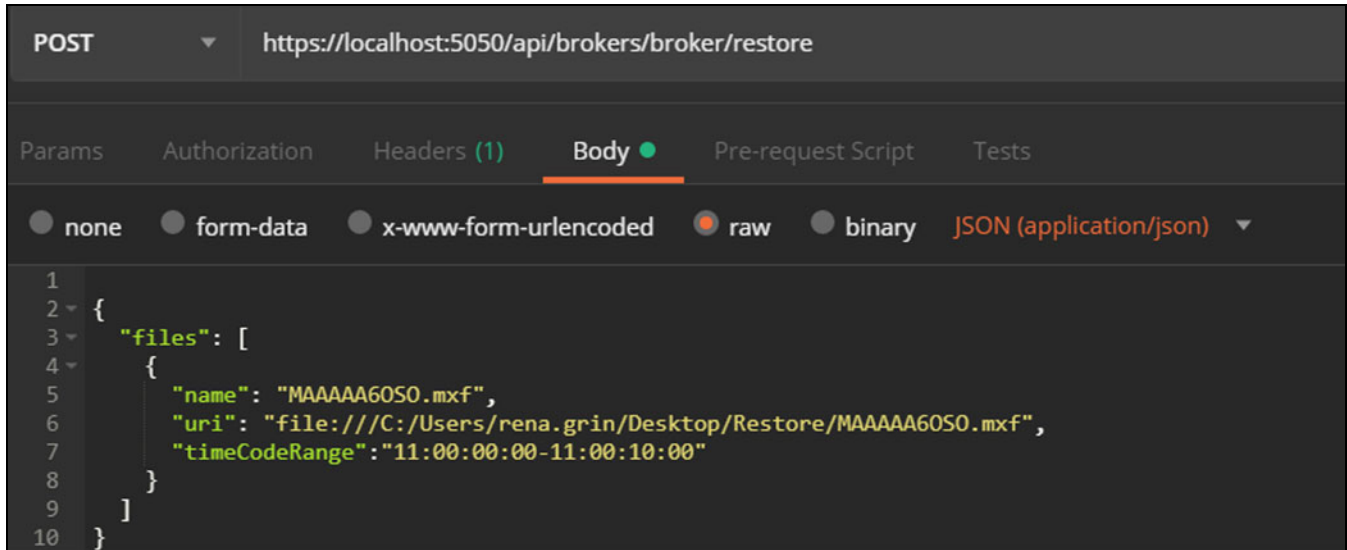 POST https://localhost:5050/api/brokers/broker/restore
Params Authorization Headers (1) Body Pre-request Script Tests
none form-data x-www-form-urlencoded raw binary JSON (application/json)
1
2 {
3 "files": [
4 {
5 "name": "MAAAAA6OSO.mxf",
6 "uri": "file:///C:/Users/rena.grin/Desktop/Restore/MAAAAA6OSO.mxf",
7 "timeCodeRange":"11:00:00:00-11:00:10:00"
8 }
9 ]
10 }